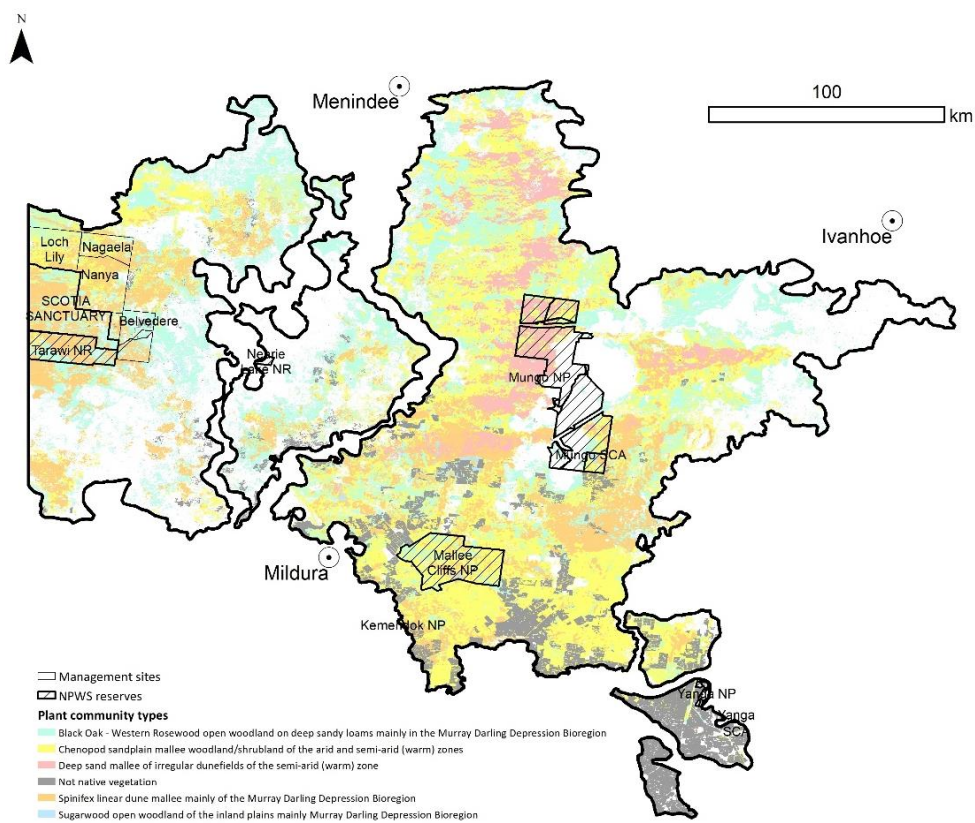 N
Menindee
100
km
Ivanhoe
Loch
Lily
Nagaela
Nanya
SCOTIA
SANCTUARY
Belvedere
Tarawi NR
Nearie
Lake NR
Mungo NP
Mungo SCA
Mallee
Cliffs NP
Mildura
Kemendok NP
Yanga NP
Yanga
SCA
Management sites
NPWS reserves
Plant community types
Black Oak - Western Rosewood open woodland on deep sandy loams mainly in the Murray Darling Depression Bioregion
Chenopod sandplain mallee woodland/shrubland of the arid and semi-arid (warm) zones
Deep sand mallee of irregular dunefields of the semi-arid (warm) zone
Not native vegetation
Spinifex linear dune mallee mainly of the Murray Darling Depression Bioregion
Sugarwood open woodland of the inland plains mainly Murray Darling Depression Bioregion